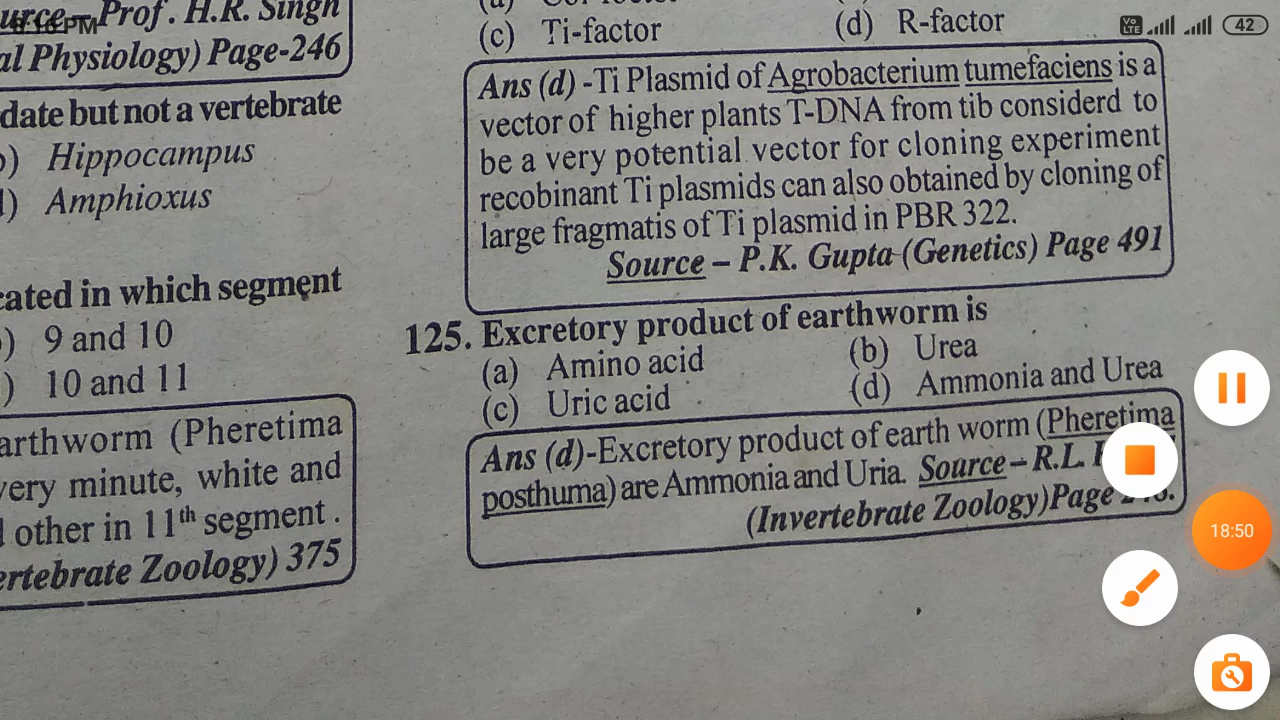 6:16 PM
Vo LTE 42
urce – Prof. H.R. Singh
al Physiology) Page-246
date but not a vertebrate
) Hippocampus
) Amphioxus
cated in which segment
) 9 and 10
) 10 and 11
arthworm (Pheretima
very minute, white and
other in 11th segment.
ertebrate Zoology) 375
(c) Ti-factor (d) R-factor
Ans (d) -Ti Plasmid of Agrobacterium tumefaciens is a
vector of higher plants T-DNA from tib considerd to
be a very potential vector for cloning experiment
recobinant Ti plasmids can also obtained by cloning of
large fragmatis of Ti plasmid in PBR 322.
Source – P.K. Gupta (Genetics) Page 491
125. Excretory product of earthworm is
(a) Amino acid (b) Urea
(c) Uric acid (d) Ammonia and Urea
Ans (d)-Excretory product of earth worm (Pheretima
posthuma) are Ammonia and Uria. Source – R.L.
(Invertebrate Zoology)Page
18:50